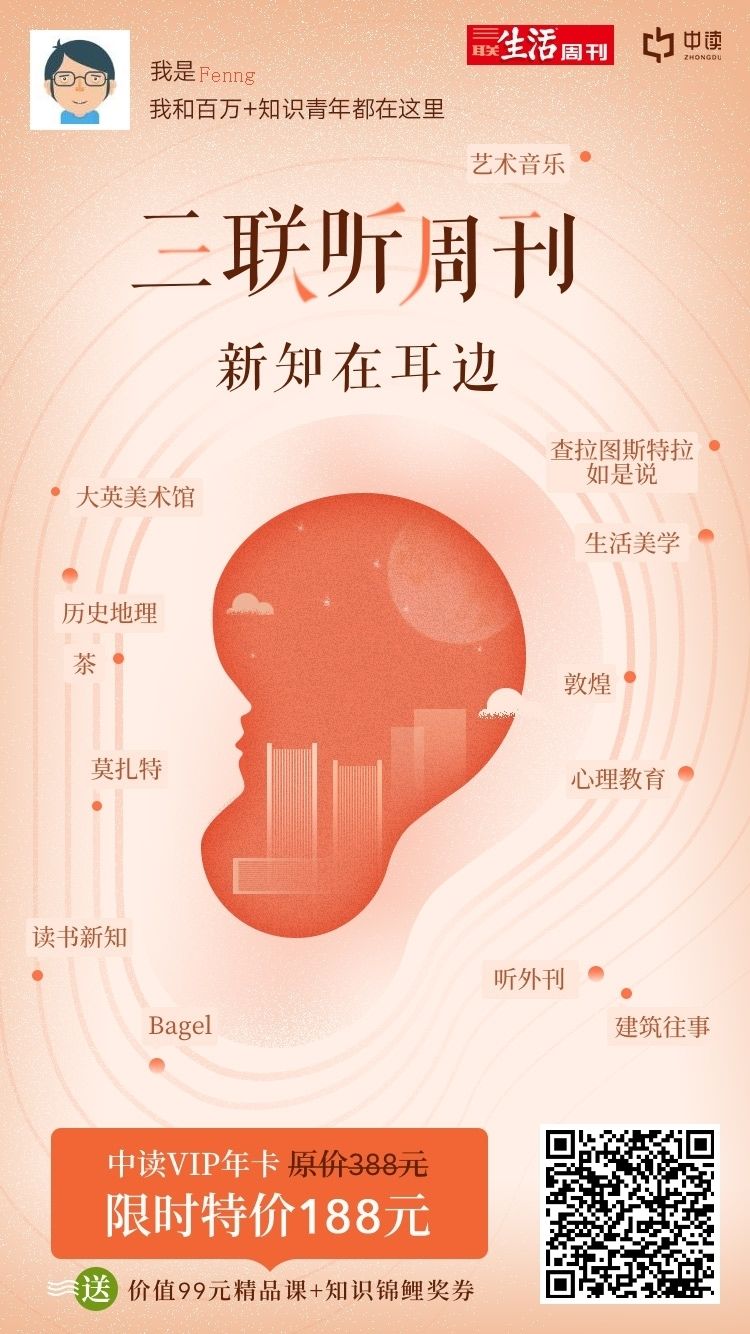 三联生活周刊
中读
ZHONGDU
我是Fenng
我和百万+知识青年都在这里
艺术音乐
三联听周刊
新知在耳边
查拉图斯特拉
如是说
大英美术馆
生活美学
历史地理
茶
敦煌
莫扎特
心理教育
读书新知
听外刊
Bagel
建筑往事
中读VIP年卡 原价388元
限时特价188元
送 价值99元精品课+知识锦鲤奖券